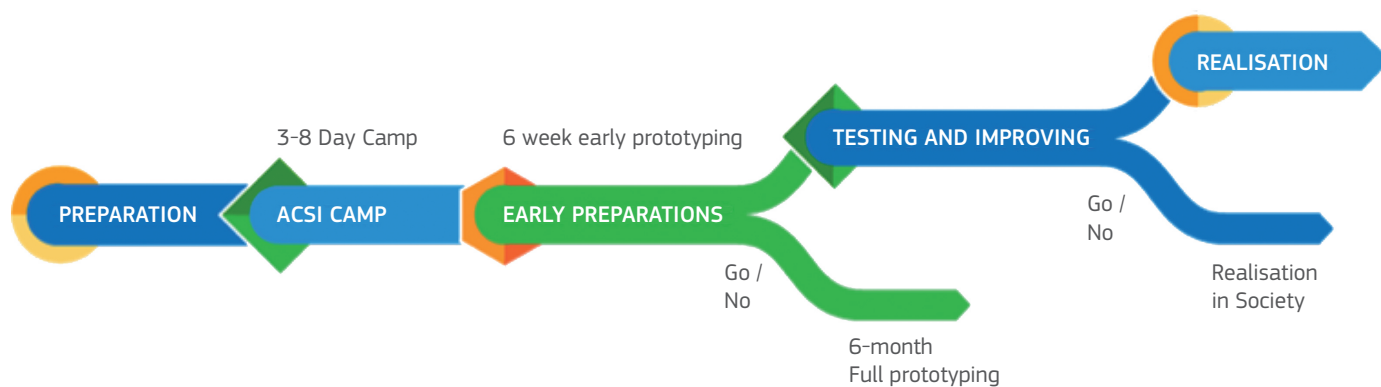 REALISATION
3-8 Day Camp
6 week early prototyping
TESTING AND IMPROVING
PREPARATION
ACSI CAMP
EARLY PREPARATIONS
Go /
No
Go /
No
Realisation
in Society
6-month
Full prototyping